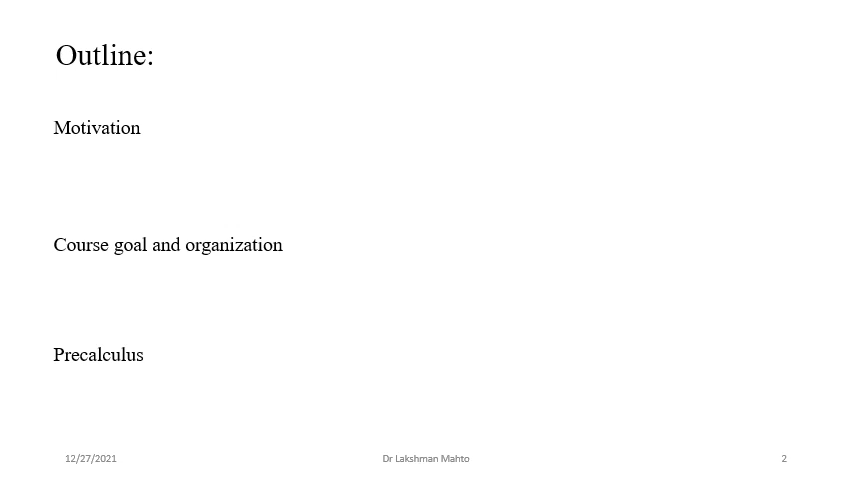 Outline:
Motivation
Course goal and organization
Precalculus
12/27/2021 Dr Lakshman Mahto 2